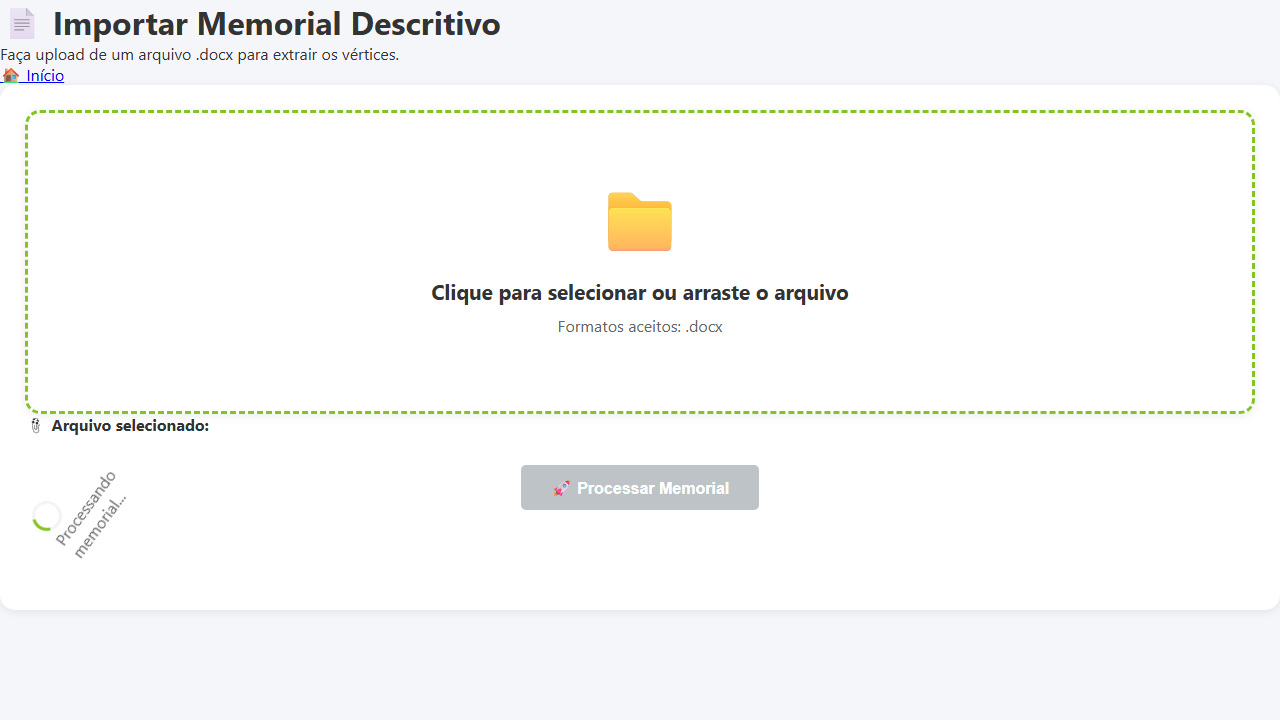 Importar Memorial Descritivo
Faça upload de um arquivo .docx para extrair os vértices.
Início
Clique para selecionar ou arraste o arquivo
Formatos aceitos: .docx
Arquivo selecionado:
Processar Memorial
Processando
memorial...